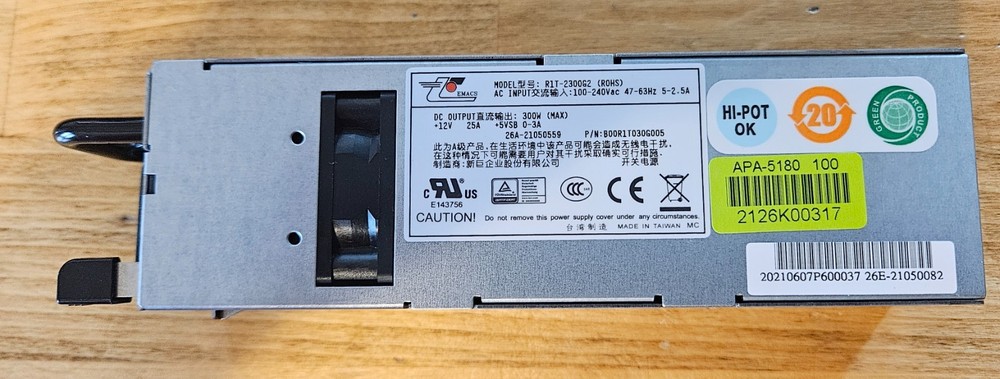 EMACS
MODEL型号: R1T-2300G2 (ROHS)
AC INPUT交流输入:100-240Vac 47-63Hz 5-2.5A
DC OUTPUT直流输出: 300W (MAX)
+12V 25A +5VSB 0-3A
26A-21050559 P/N:B00R1T030G005
此为A级产品, 在生活环境中该产品可能会造成无线电干扰.
在这种情况下可能需要用户对其干扰采取确实可行措施.
制造商: 新巨企业股份有限公司 开关电源
C RU US
E143756
CCC
CE
CAUTION! Do not remove this power supply cover under any circumstances.
台湾制造 MADE IN TAIWAN MC
HI-POT
OK
20
GREEN PRODUCT
APA-5180 100
2126K00317
20210607P600037 26E-21050082